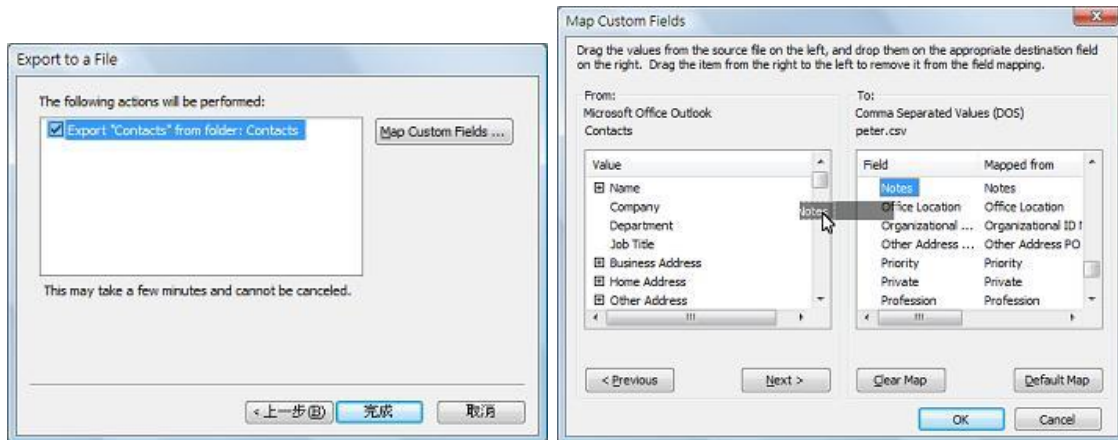 Export to a File
The following actions will be performed:
Export "Contacts" from folder: Contacts
Map Custom Fields ...
This may take a few minutes and cannot be canceled.
<上一步(B)
完成
取消
Map Custom Fields
Drag the values from the source file on the left, and drop them on the appropriate destination field
on the right. Drag the item from the right to the left to remove it from the field mapping.
From:
Microsoft Office Outlook
Contacts
Value
Name
Company
Department
Job Title
Business Address
Home Address
Other Address
Notes
To:
Comma Separated Values (DOS)
peter.csv
Field Mapped from
Notes Notes
Office Location Office Location
Organizational ... Organizational ID
Other Address ... Other Address PO
Priority Priority
Private Private
Profession Profession
< Previous
Next >
Clear Map
Default Map
OK
Cancel